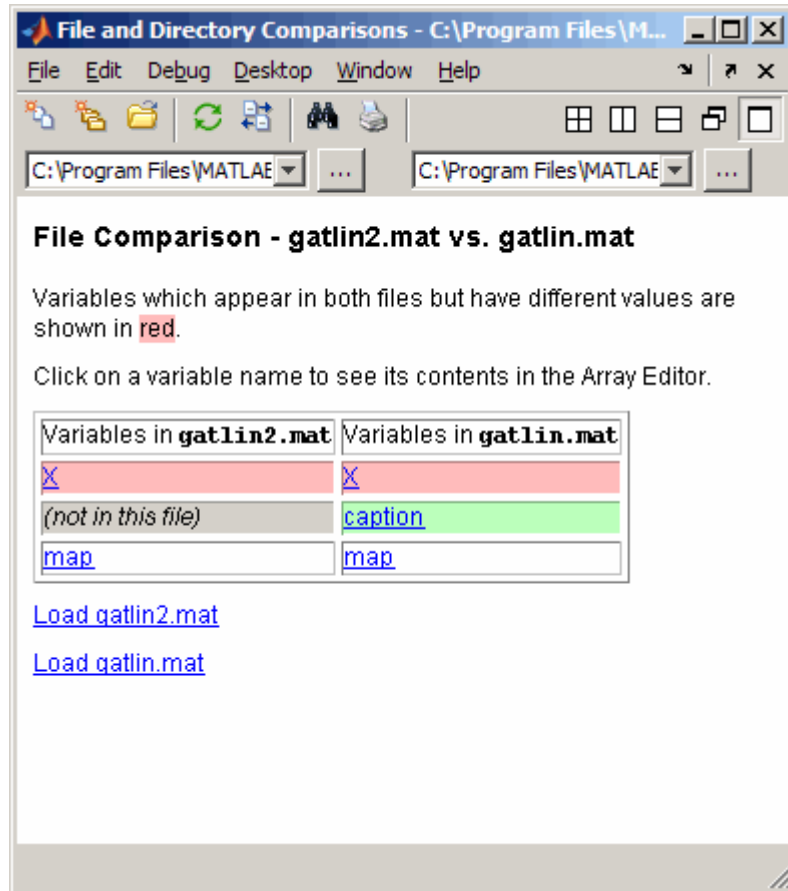 File and Directory Comparisons - C:\Program Files\M...
File Edit Debug Desktop Window Help
C:\Program Files\MATLAB ... C:\Program Files\MATLAB ...
File Comparison - gatlin2.mat vs. gatlin.mat
Variables which appear in both files but have different values are
shown in red.
Click on a variable name to see its contents in the Array Editor.
Variables in gatlin2.mat Variables in gatlin.mat
X X
(not in this file) caption
map map
Load gatlin2.mat
Load gatlin.mat